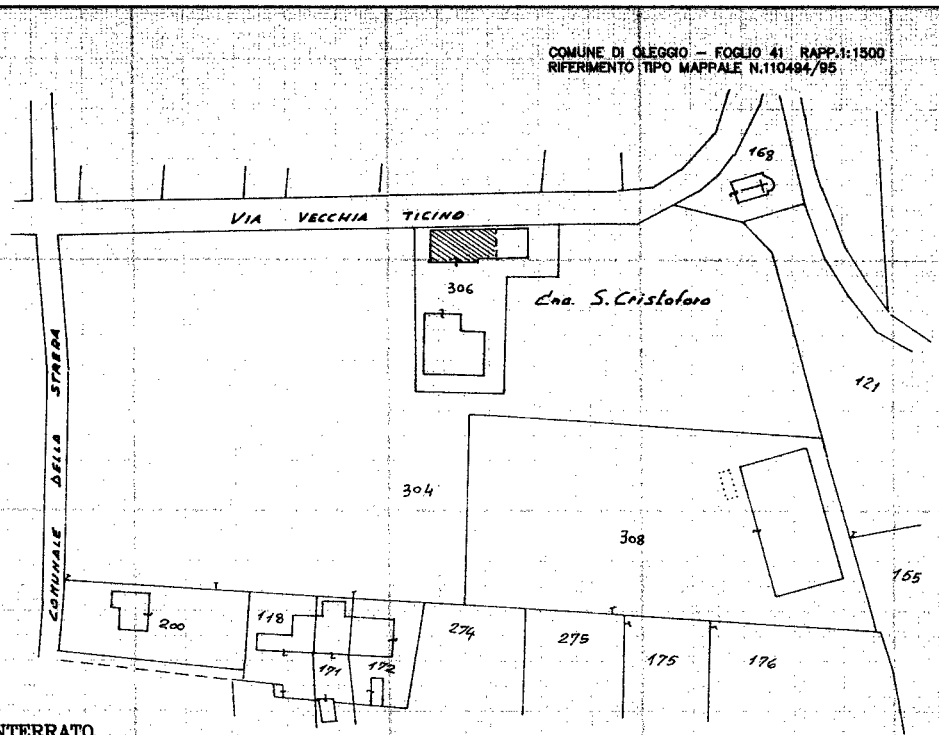 COMUNE DI OLEGGIO – FOGLIO 41 RAPP.1:1500
RIFERIMENTO TIPO MAPPALE N.110494/95
168
VIA VECCHIA TICINO
306
Cna. S. Cristoforo
COMUNALE DELLA STRERA
121
304
308
165
200
118
171
172
274
275
175
176
NTERRATO